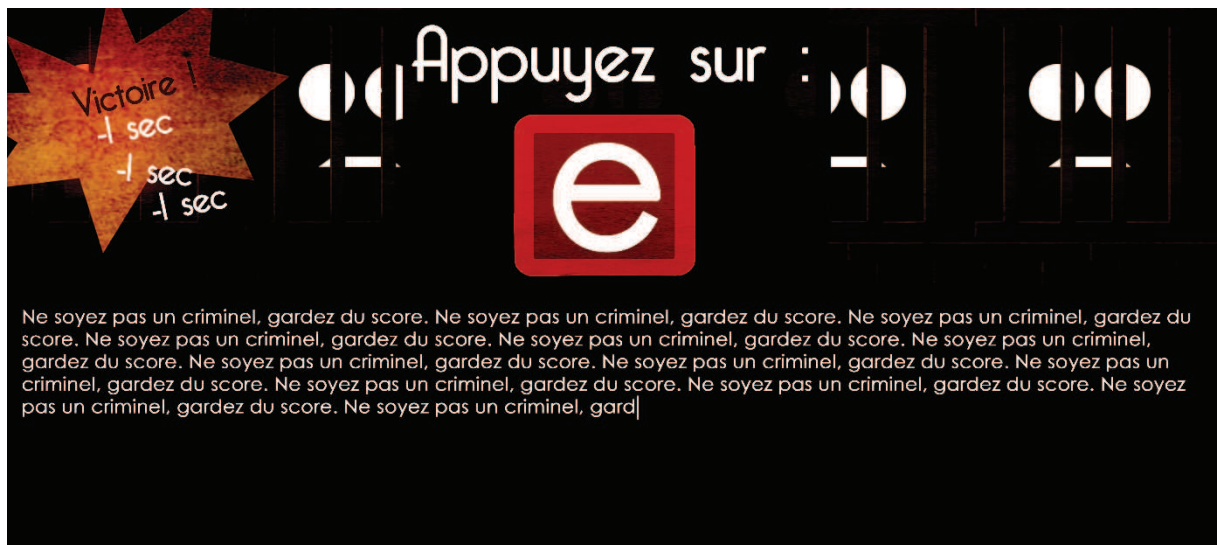 Appuyez sur :
Victoire !
-1 sec
-1 sec
-1 sec
e
Ne soyez pas un criminel, gardez du score. Ne soyez pas un criminel, gardez du score. Ne soyez pas un criminel, gardez du
score. Ne soyez pas un criminel, gardez du score. Ne soyez pas un criminel, gardez du score. Ne soyez pas un criminel,
gardez du score. Ne soyez pas un criminel, gardez du score. Ne soyez pas un criminel, gardez du score. Ne soyez pas un
criminel, gardez du score. Ne soyez pas un criminel, gardez du score. Ne soyez pas un criminel, gardez du score. Ne soyez
pas un criminel, gardez du score. Ne soyez pas un criminel, gard